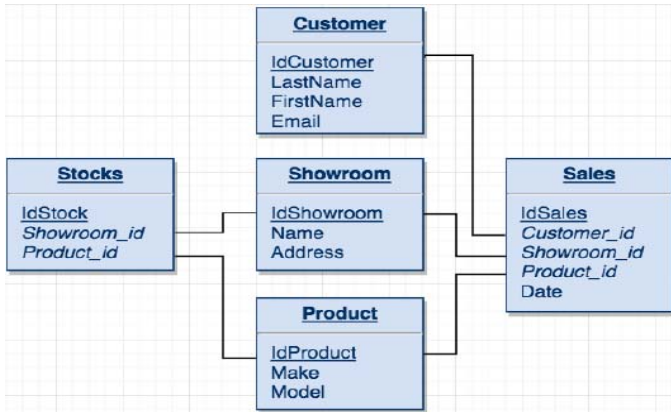 Customer
IdCustomer
LastName
FirstName
Email
Stocks
IdStock
Showroom_id
Product_id
Showroom
IdShowroom
Name
Address
Sales
IdSales
Customer_id
Showroom_id
Product_id
Date
Product
IdProduct
Make
Model